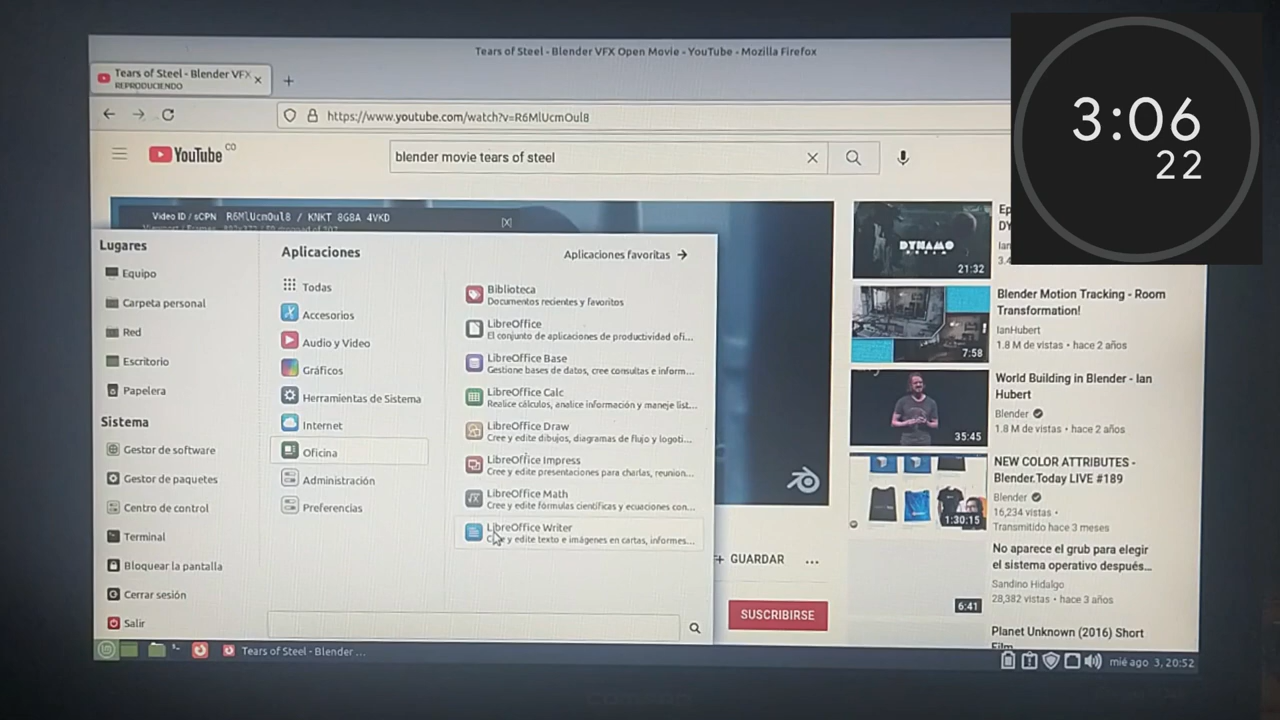 Tears of Steel - Blender VFX Open Movie - YouTube - Mozilla Firefox
Tears of Steel - Blender VFX
REPRODUCIENDO
https://www.youtube.com/watch?v=R6MlUcmOul8
YouTube CO
blender movie tears of steel
3:06
22
Video ID / sCPN R6MlUcmOul8 / KNKT 8G8A 4VKD
[X]
Lugares
Equipo
Carpeta personal
Red
Escritorio
Papelera
Sistema
Gestor de software
Gestor de paquetes
Centro de control
Terminal
Bloquear la pantalla
Cerrar sesión
Salir
Aplicaciones
Aplicaciones favoritas
Todas
Accesorios
Audio y Video
Gráficos
Herramientas de Sistema
Internet
Oficina
Administración
Preferencias
Biblioteca
Documentos recientes y favoritos
LibreOffice
El conjunto de aplicaciones de productividad ofi...
LibreOffice Base
Gestione bases de datos, cree consultas e inform...
LibreOffice Calc
Realice cálculos, analice información y maneje list...
LibreOffice Draw
Cree y edite dibujos, diagramas de flujo y logoti...
LibreOffice Impress
Cree y edite presentaciones para charlas, reunion...
LibreOffice Math
Cree y edite fórmulas científicas y ecuaciones con...
LibreOffice Writer
Cree y edite texto e imágenes en cartas, informes...
GUARDAR
SUSCRIBIRSE
DYNAMO
DREAM
21:32
Ep
DY
Ian
3.4
7:58
Blender Motion Tracking - Room
Transformation!
IanHubert
1.8 M de vistas • hace 2 años
35:45
World Building in Blender - Ian
Hubert
Blender
1.8 M de vistas • hace 2 años
1:30:15
NEW COLOR ATTRIBUTES -
Blender.Today LIVE #189
Blender
16,234 vistas •
Transmitido hace 3 meses
6:41
No aparece el grub para elegir
el sistema operativo después...
Sandino Hidalgo
28,382 vistas • hace 3 años
Planet Unknown (2016) Short
Film
Tears of Steel - Blender ...
mié ago 3, 20:52